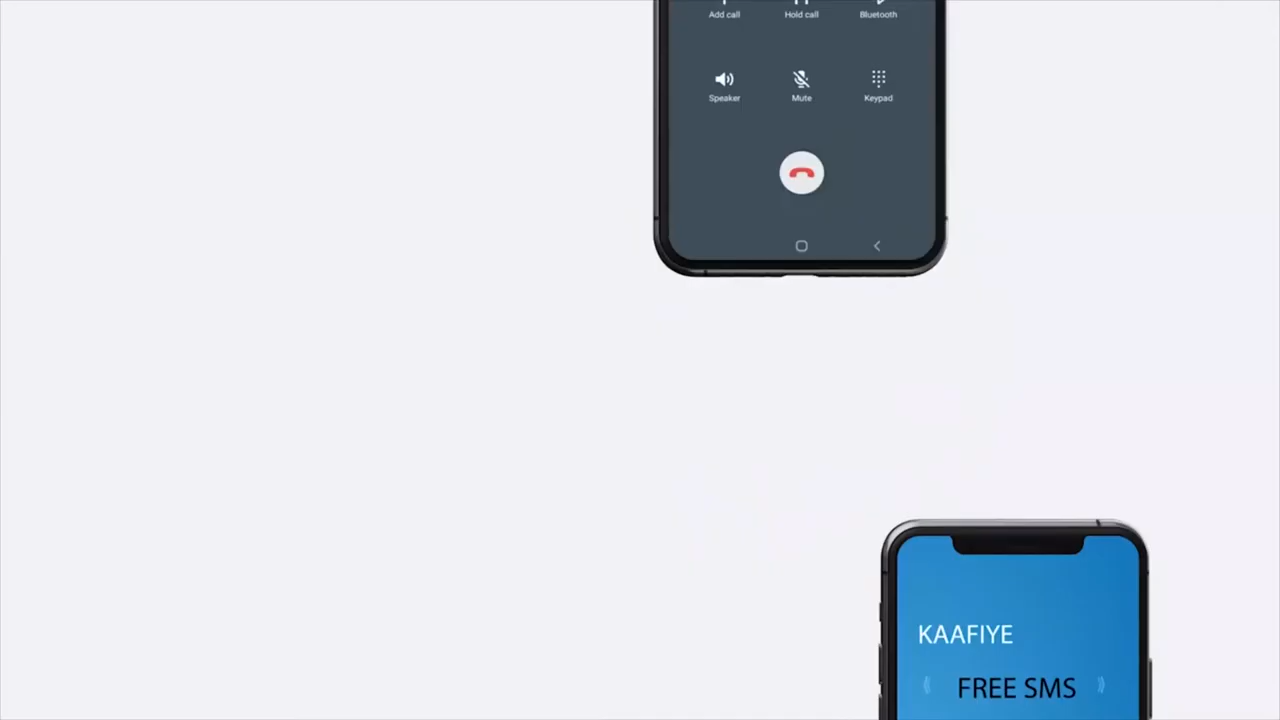 Add call Hold call Bluetooth
Speaker Mute Keypad
KAAFIYE
FREE SMS